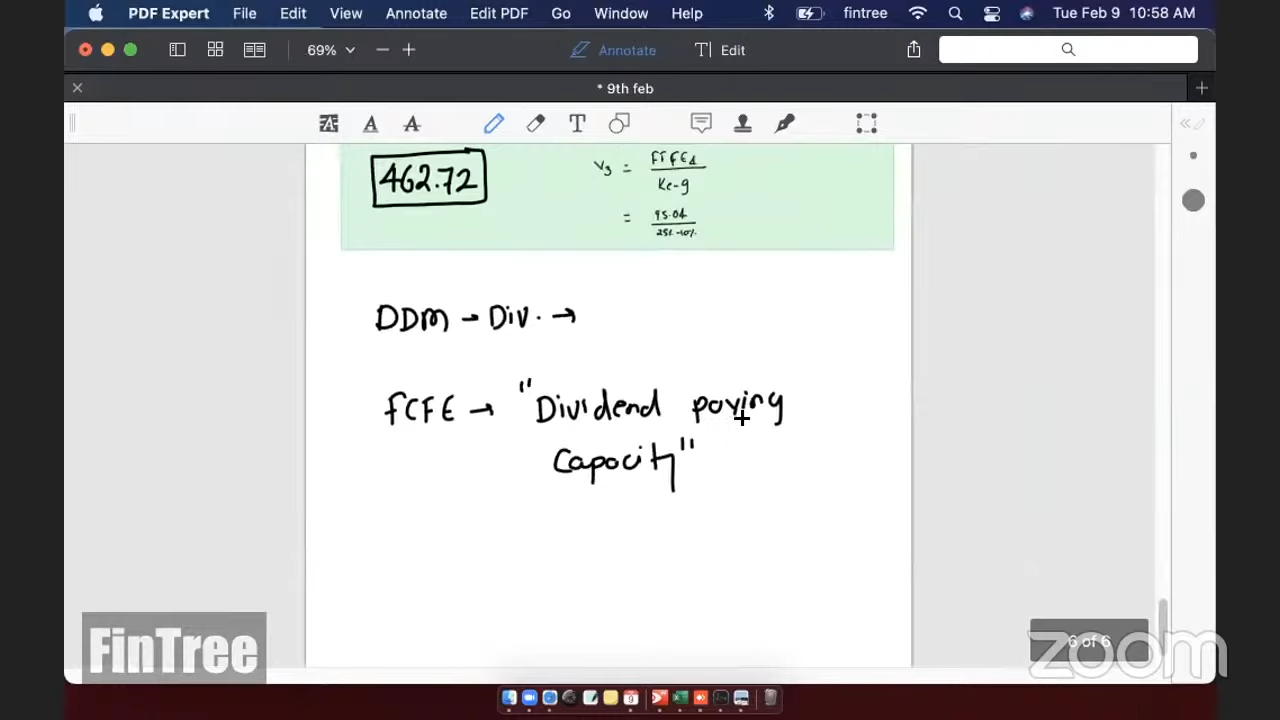 PDF Expert File Edit View Annotate Edit PDF Go Window Help fintree Tue Feb 9 10:58 AM
69% Annotate T Edit
* 9th feb
462.72
V3 = FCFE4
Ke-g
= 95.04
25%-10%
DDM - Div. →
FCFE → "Dividend paying
Capacity"
FinTree
6 of 6
zoom